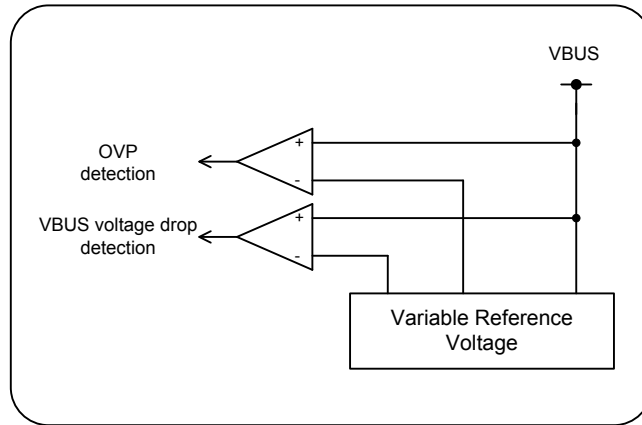 VBUS
OVP
detection
+
-
VBUS voltage drop
detection
+
-
Variable Reference
Voltage